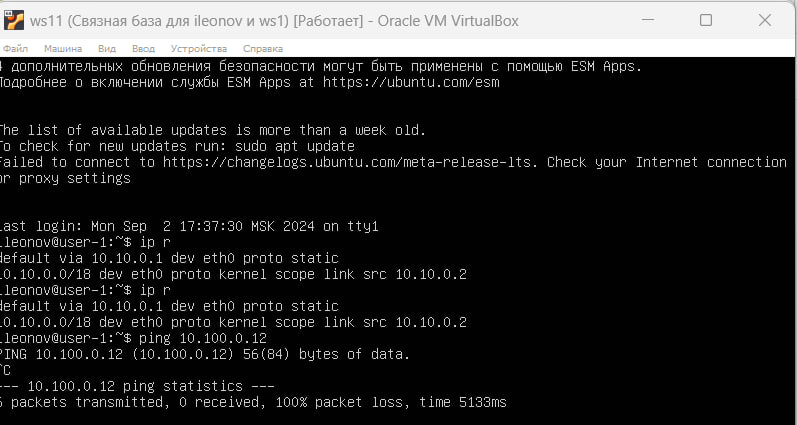 ws11 (Связная база для ileonov и ws1) [Работает] - Oracle VM VirtualBox
Файл Машина Вид Ввод Устройства Справка
4 дополнительных обновления безопасности могут быть применены с помощью ESM Apps.
Подробнее о включении службы ESM Apps at https://ubuntu.com/esm
The list of available updates is more than a week old.
To check for new updates run: sudo apt update
Failed to connect to https://changelogs.ubuntu.com/meta-release-lts. Check your Internet connection
or proxy settings
Last login: Mon Sep 2 17:37:30 MSK 2024 on tty1
ileonov@user-1:~$ ip r
default via 10.10.0.1 dev eth0 proto static
10.10.0.0/18 dev eth0 proto kernel scope link src 10.10.0.2
ileonov@user-1:~$ ip r
default via 10.10.0.1 dev eth0 proto static
10.10.0.0/18 dev eth0 proto kernel scope link src 10.10.0.2
ileonov@user-1:~$ ping 10.100.0.12
PING 10.100.0.12 (10.100.0.12) 56(84) bytes of data.
^C
--- 10.100.0.12 ping statistics ---
6 packets transmitted, 0 received, 100% packet loss, time 5133ms